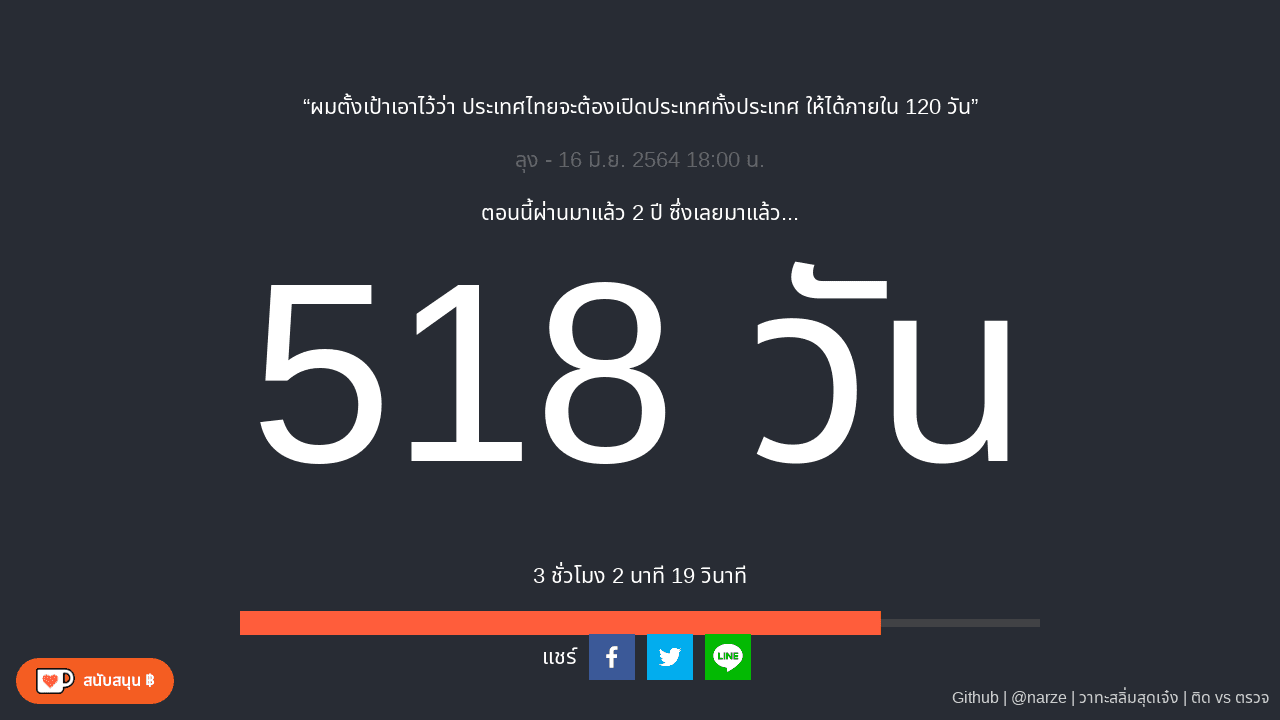 “ผมตั้งเป้าเอาไว้ว่า ประเทศไทยจะต้องเปิดประเทศทั้งประเทศ ให้ได้ภายใน 120 วัน”
ลุง - 16 มิ.ย. 2564 18:00 น.
ตอนนี้ผ่านมาแล้ว 2 ปี ซึ่งเลยมาแล้ว...
518 วัน
3 ชั่วโมง 2 นาที 19 วินาที
แชร์
LINE
สนับสนุน ฿
Github | @narze | วาทะสลิ่มสุดเจ๋ง | ติด vs ตรวจ